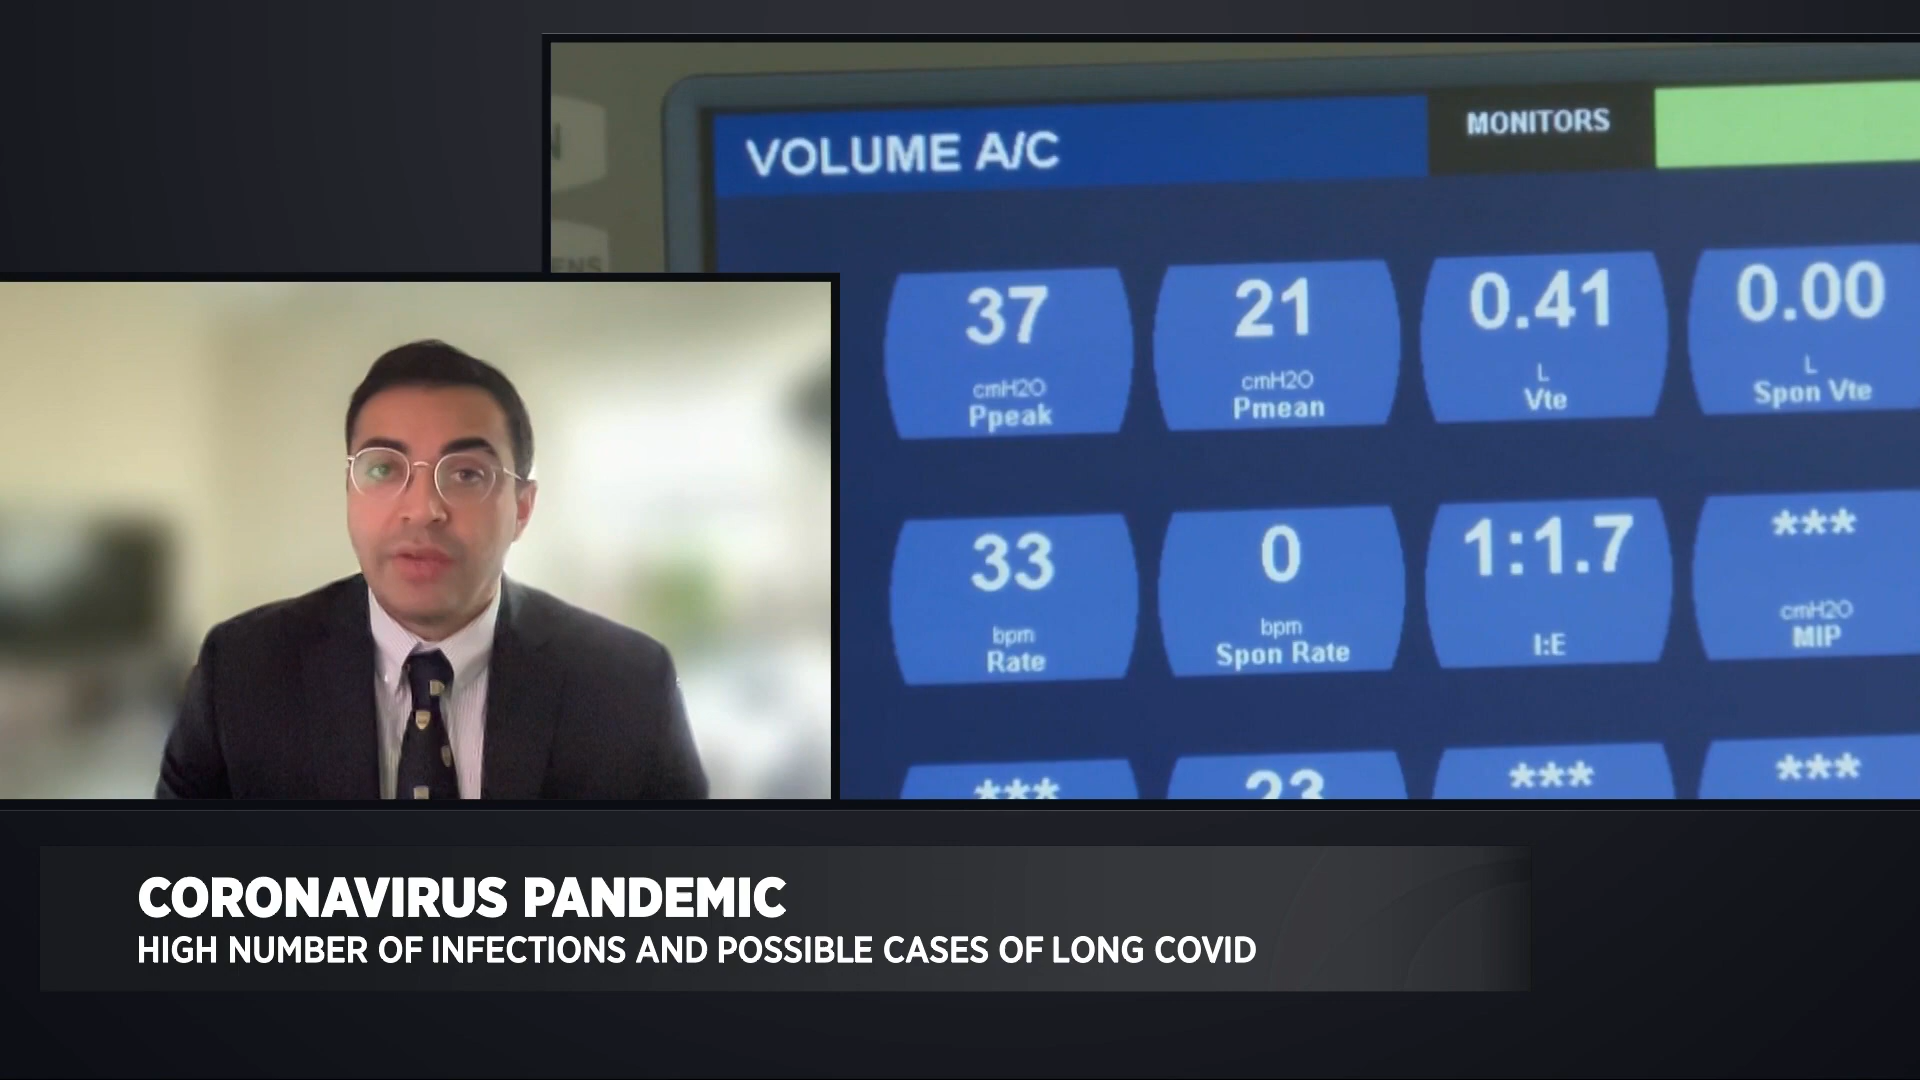 VOLUME A/C
MONITORS
37
cmH2O
Ppeak
21
cmH2O
Pmean
0.41
L
Vte
0.00
L
Spon Vte
33
bpm
Rate
0
bpm
Spon Rate
1:1.7
I:E
***
cmH2O
MIP
***
23
***
***
CORONAVIRUS PANDEMIC
HIGH NUMBER OF INFECTIONS AND POSSIBLE CASES OF LONG COVID